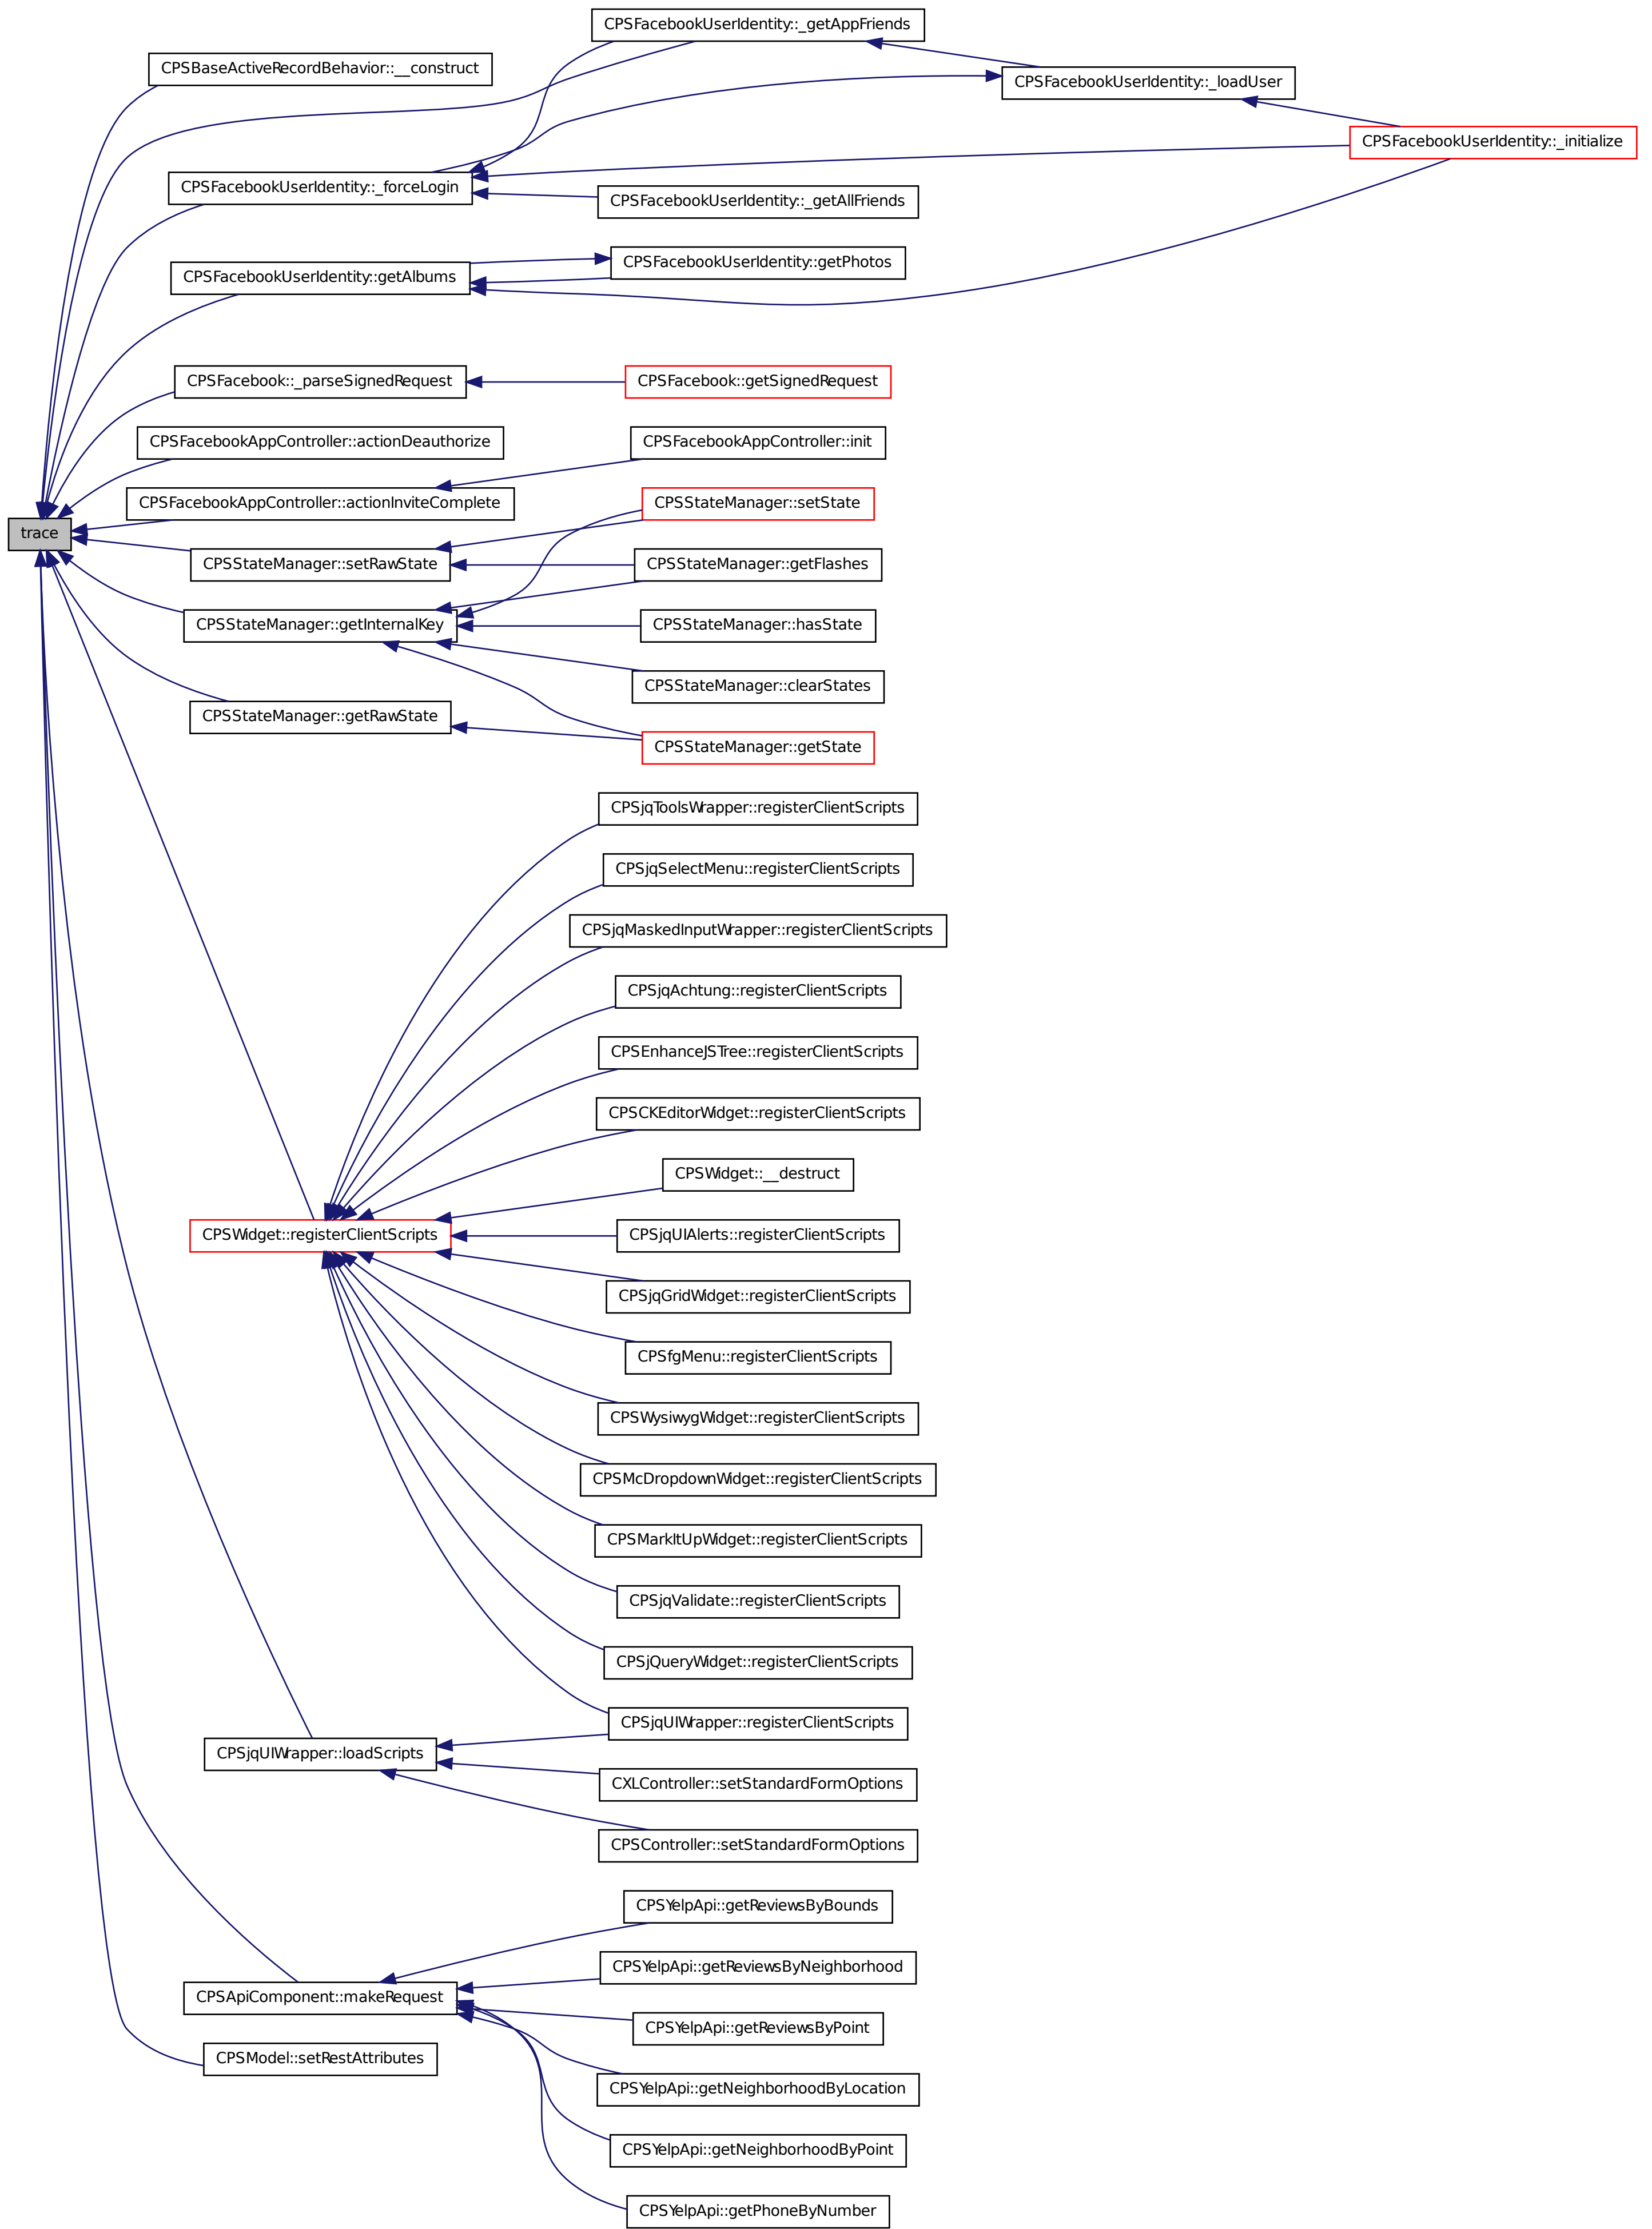 CPSFacebookUserIdentity::_getAppFriends
CPSBaseActiveRecordBehavior::__construct
CPSFacebookUserIdentity::_loadUser
CPSFacebookUserIdentity::_initialize
CPSFacebookUserIdentity::_forceLogin
CPSFacebookUserIdentity::_getAllFriends
CPSFacebookUserIdentity::getPhotos
CPSFacebookUserIdentity::getAlbums
CPSFacebook::_parseSignedRequest
CPSFacebook::getSignedRequest
CPSFacebookAppController::actionDeauthorize
CPSFacebookAppController::init
CPSFacebookAppController::actionInviteComplete
CPSStateManager::setState
trace
CPSStateManager::setRawState
CPSStateManager::getFlashes
CPSStateManager::getInternalKey
CPSStateManager::hasState
CPSStateManager::clearStates
CPSStateManager::getRawState
CPSStateManager::getState
CPSjqToolsWrapper::registerClientScripts
CPSjqSelectMenu::registerClientScripts
CPSjqMaskedInputWrapper::registerClientScripts
CPSjqAchtung::registerClientScripts
CPSEnhanceJSTree::registerClientScripts
CPSCKEditorWidget::registerClientScripts
CPSWidget::__destruct
CPSWidget::registerClientScripts
CPSjqUIAlerts::registerClientScripts
CPSjqGridWidget::registerClientScripts
CPSfgMenu::registerClientScripts
CPSWysiwygWidget::registerClientScripts
CPSMcDropdownWidget::registerClientScripts
CPSMarkItUpWidget::registerClientScripts
CPSjqValidate::registerClientScripts
CPSjQueryWidget::registerClientScripts
CPSjqUIWrapper::registerClientScripts
CPSjqUIWrapper::loadScripts
CXLController::setStandardFormOptions
CPSController::setStandardFormOptions
CPSYelpApi::getReviewsByBounds
CPSYelpApi::getReviewsByNeighborhood
CPSApiComponent::makeRequest
CPSYelpApi::getReviewsByPoint
CPSModel::setRestAttributes
CPSYelpApi::getNeighborhoodByLocation
CPSYelpApi::getNeighborhoodByPoint
CPSYelpApi::getPhoneByNumber